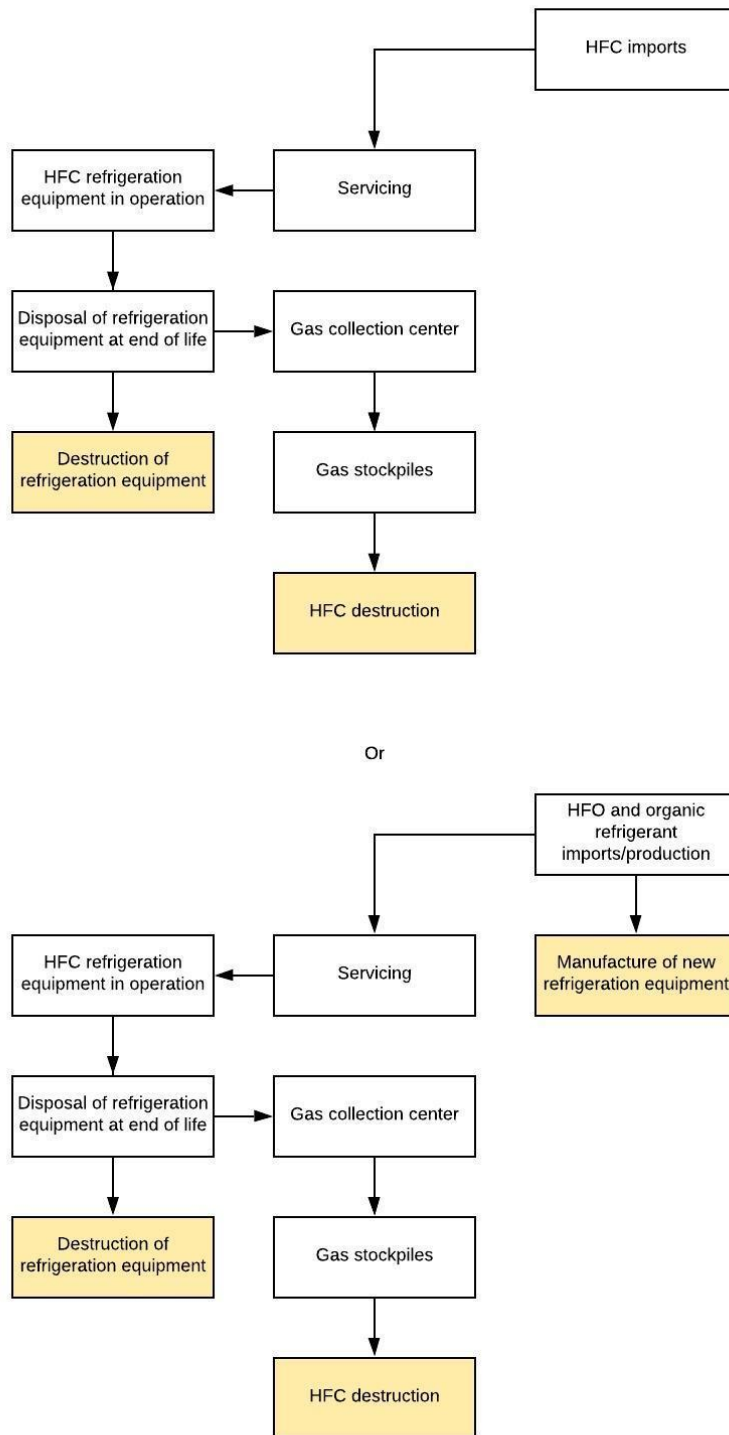 HFC imports
HFC refrigeration
equipment in operation
Servicing
Disposal of refrigeration
equipment at end of life
Gas collection center
Destruction of
refrigeration equipment
Gas stockpiles
HFC destruction
Or
HFO and organic
refrigerant
imports/production
HFC refrigeration
equipment in operation
Servicing
Manufacture of new
refrigeration equipment
Disposal of refrigeration
equipment at end of life
Gas collection center
Destruction of
refrigeration equipment
Gas stockpiles
HFC destruction